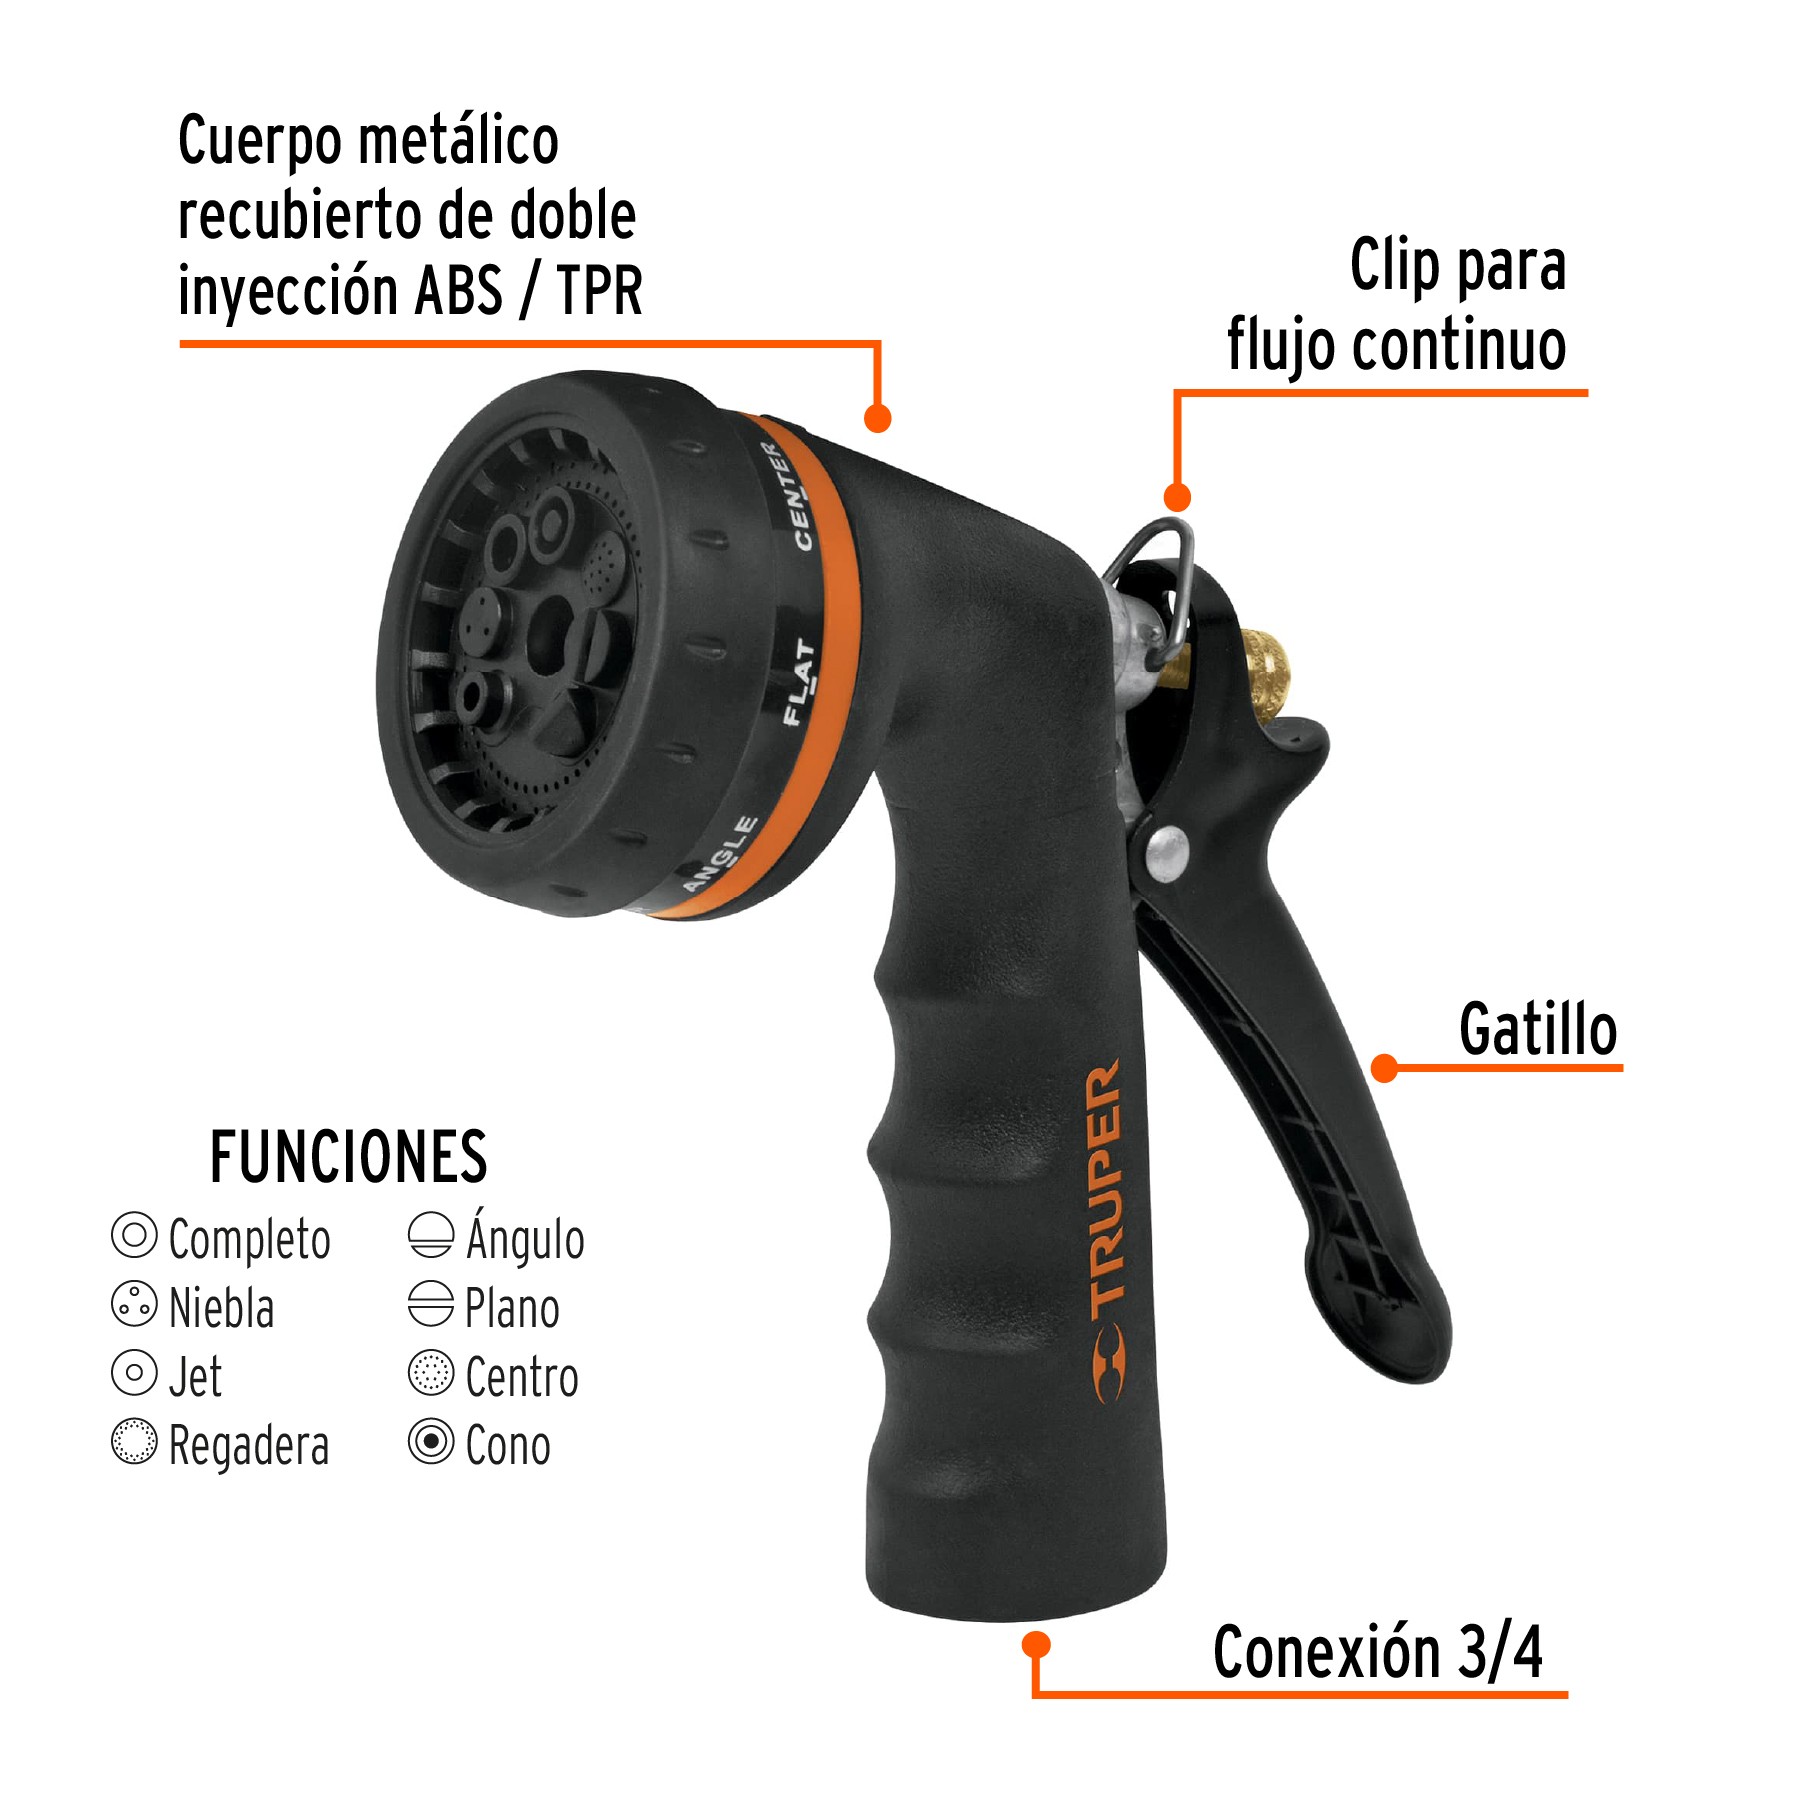 Cuerpo metálico
recubierto de doble
inyección ABS / TPR
Clip para
flujo continuo
CENTER
FLAT
ANGLE
Gatillo
TRUPER
FUNCIONES
Completo
Ángulo
Niebla
Plano
Jet
Centro
Regadera
Cono
Conexión 3/4